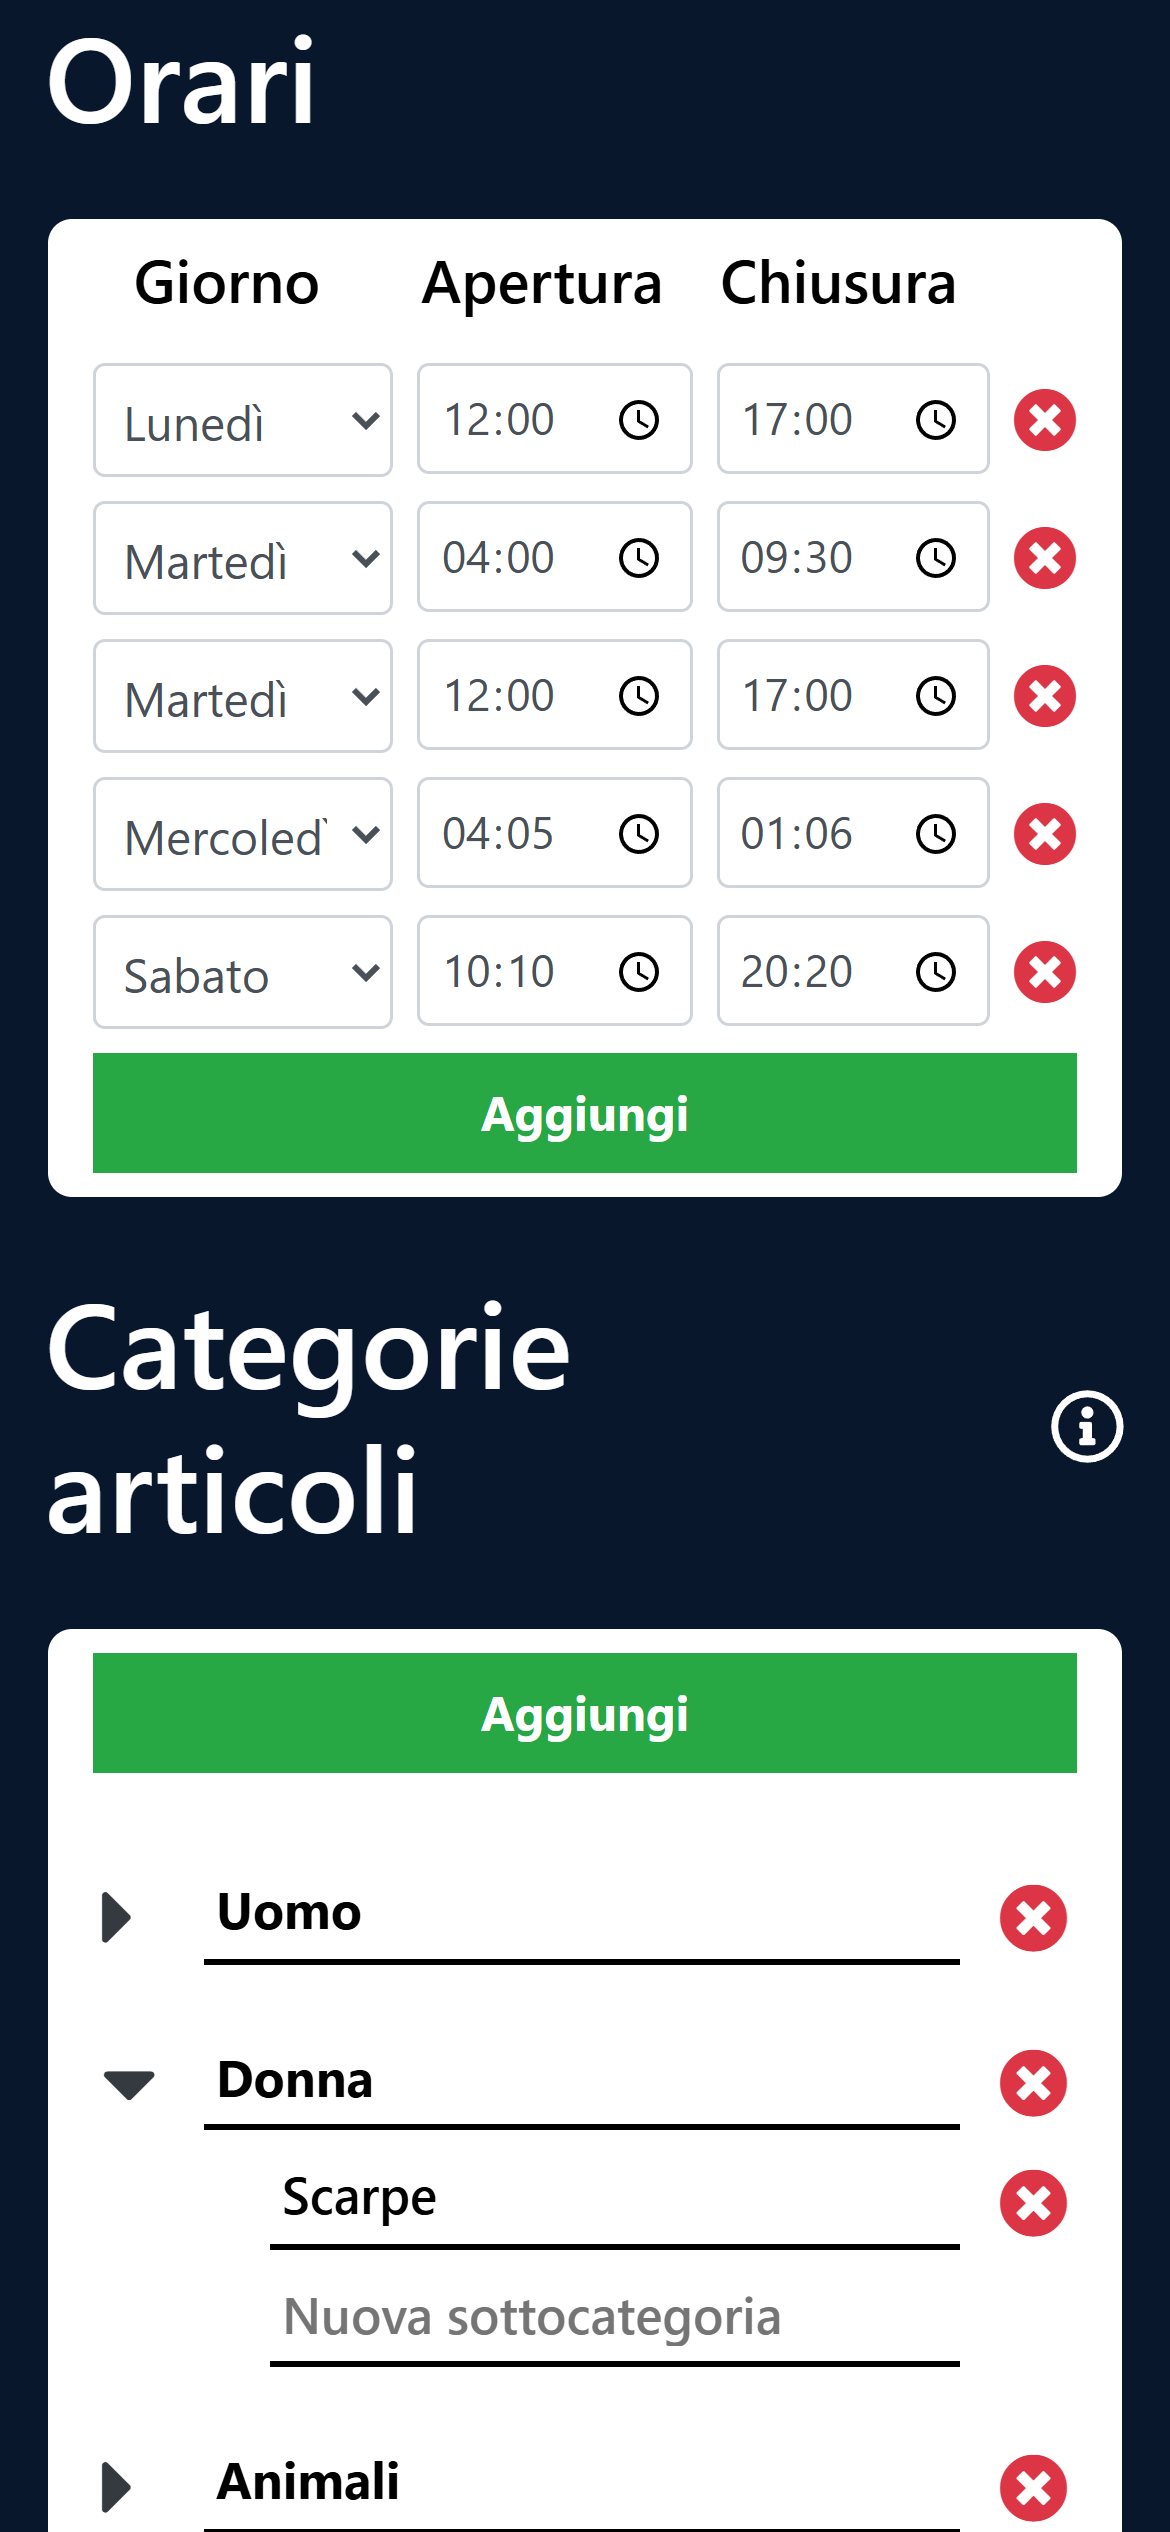 Orari
Giorno Apertura Chiusura
Lunedì 12:00 17:00
Martedì 04:00 09:30
Martedì 12:00 17:00
Mercoledì 04:05 01:06
Sabato 10:10 20:20
Aggiungi
Categorie
articoli
Aggiungi
Uomo
Donna
Scarpe
Nuova sottocategoria
Animali